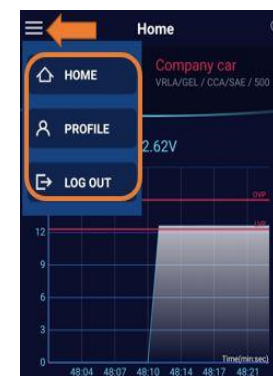 Home
HOME
Company car
VRLA/GEL / CCA/SAE / 500
PROFILE
2.62V
LOG OUT
OVP
LVP
12
9
6
3
0
Time(min:sec)
48:04 48:07 48:10 48:14 48:17 48:21